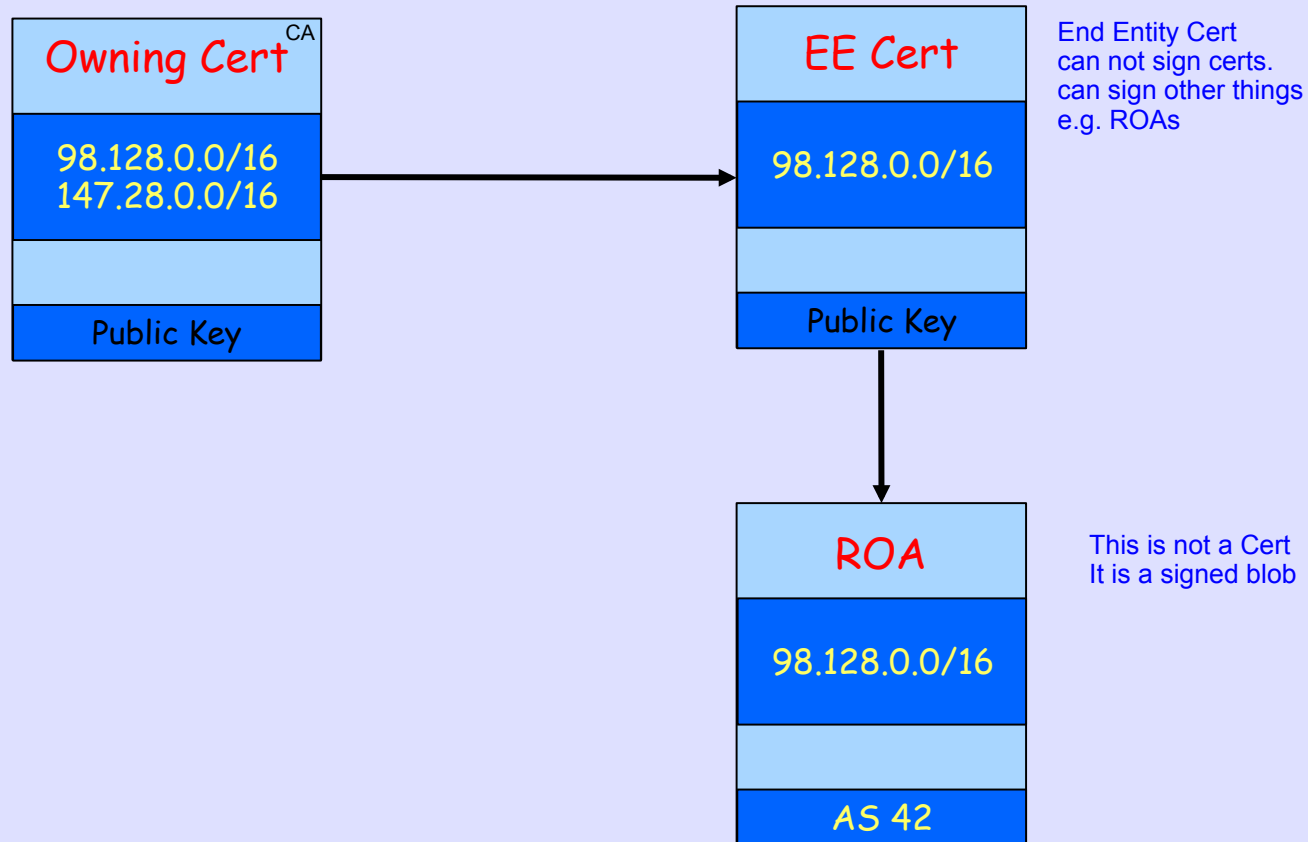 Owning Cert
CA
98.128.0.0/16
147.28.0.0/16
Public Key
EE Cert
98.128.0.0/16
Public Key
End Entity Cert
can not sign certs.
can sign other things
e.g. ROAs
ROA
98.128.0.0/16
AS 42
This is not a Cert
It is a signed blob